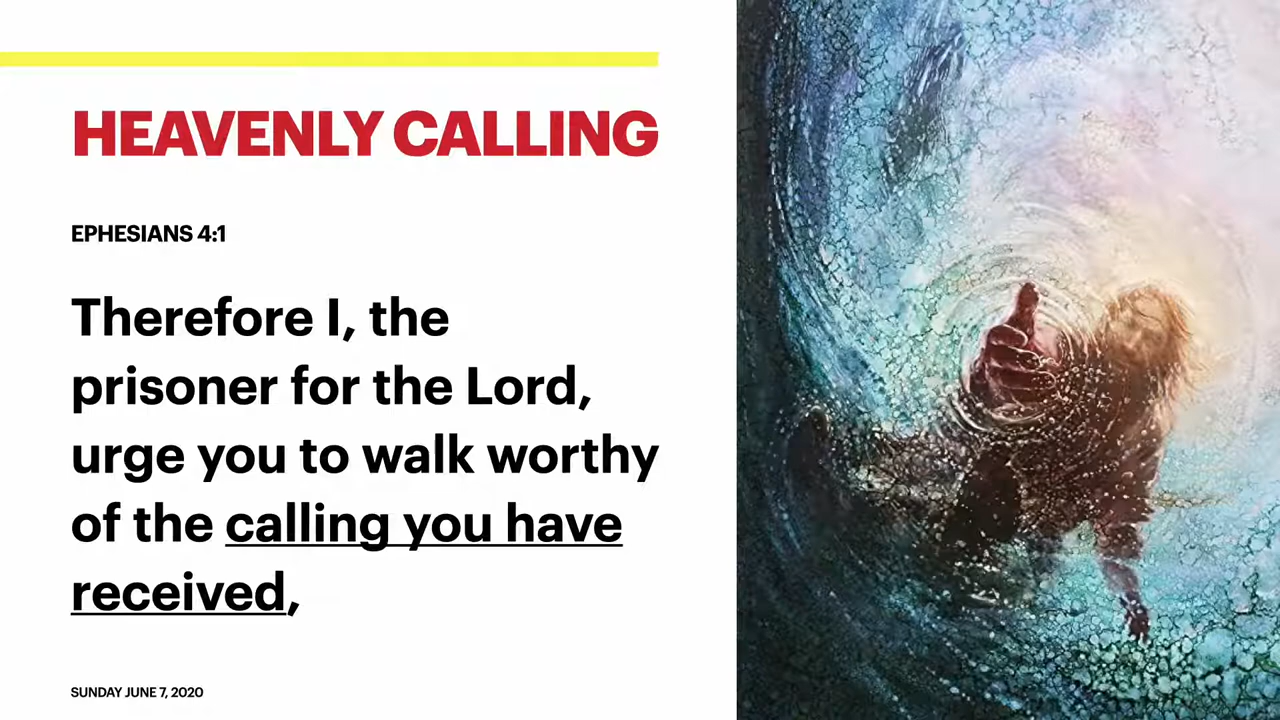 HEAVENLY CALLING
EPHESIANS 4:1
Therefore I, the
prisoner for the Lord,
urge you to walk worthy
of the calling you have
received,
SUNDAY JUNE 7, 2020